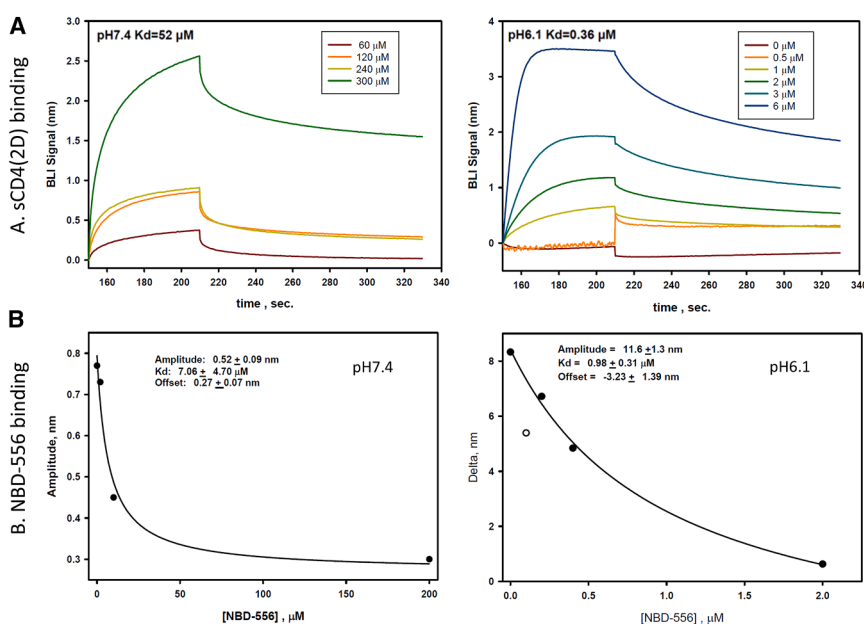 A
A. sCD4(2D) binding
pH7.4 Kd=52 µM
60 µM
120 µM
240 µM
300 µM
BLI Signal (nm)
3.0
2.5
2.0
1.5
1.0
0.5
0.0
160 180 200 220 240 260 280 300 320 340
time , sec.
pH6.1 Kd=0.36 µM
0 µM
0.5 µM
1 µM
2 µM
3 µM
6 µM
BLI Signal (nm)
4
3
2
1
0
160 180 200 220 240 260 280 300 320 340
time , sec.
B
B. NBD-556 binding
Amplitude: 0.52 ± 0.09 nm
Kd: 7.06 ± 4.70 µM
Offset: 0.27 ± 0.07 nm
pH7.4
Amplitude, nm
0.8
0.7
0.6
0.5
0.4
0.3
0 50 100 150 200
[NBD-556] , µM
Amplitude = 11.6 ±1.3 nm
Kd = 0.98 ± 0.31 µM
Offset = -3.23 ± 1.39 nm
pH6.1
Delta, nm
8
6
4
2
0
0.0 0.5 1.0 1.5 2.0
[NBD-556] , µM